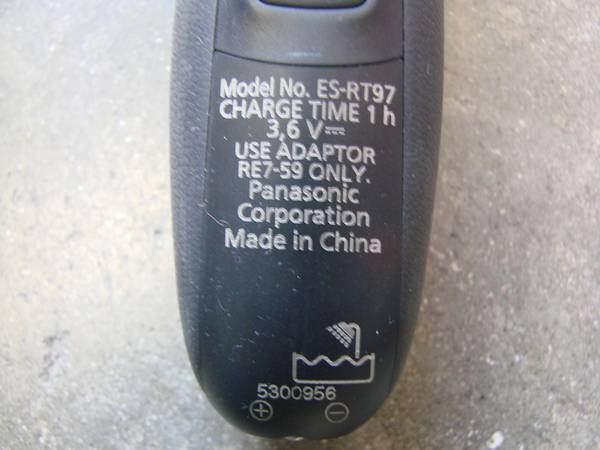 Model No. ES-RT97
CHARGE TIME 1 h
3,6 V⎓
USE ADAPTOR
RE7-59 ONLY.
Panasonic
Corporation
Made in China
5300956
+ −